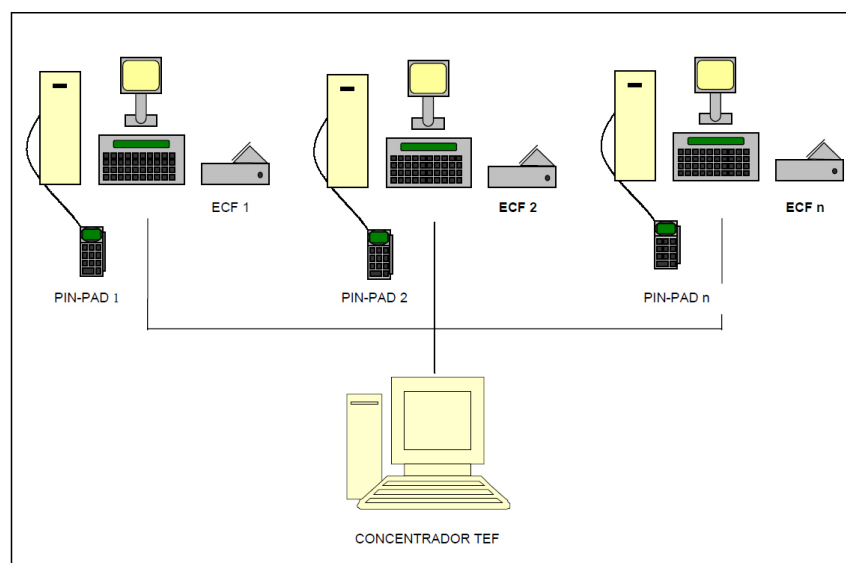 ECF 1
ECF 2
ECF n
PIN-PAD 1
PIN-PAD 2
PIN-PAD n
CONCENTRADOR TEF